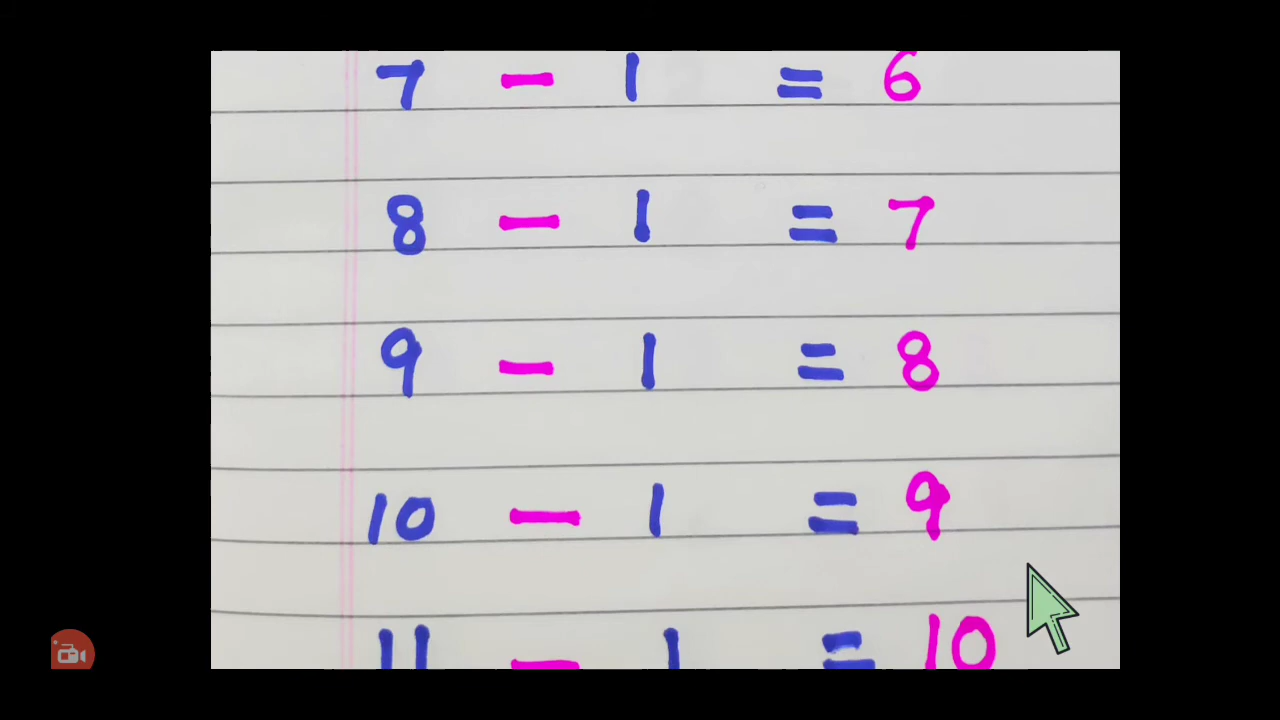 7 - 1 = 6
8 - 1 = 7
9 - 1 = 8
10 - 1 = 9
11 - 1 = 10